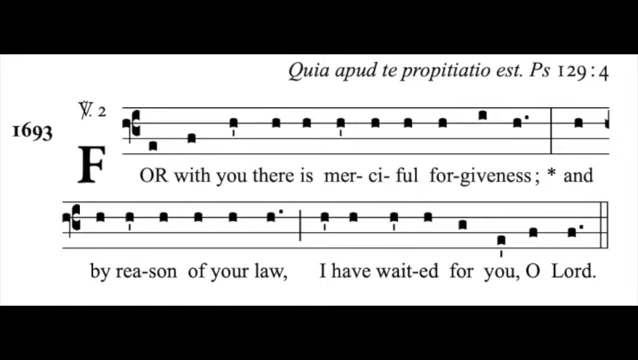 Quia apud te propitiatio est. Ps 129:4
1693
℣. 2
FOR with you there is mer- ci- ful for-giveness; * and
by rea-son of your law, I have wait-ed for you, O Lord.